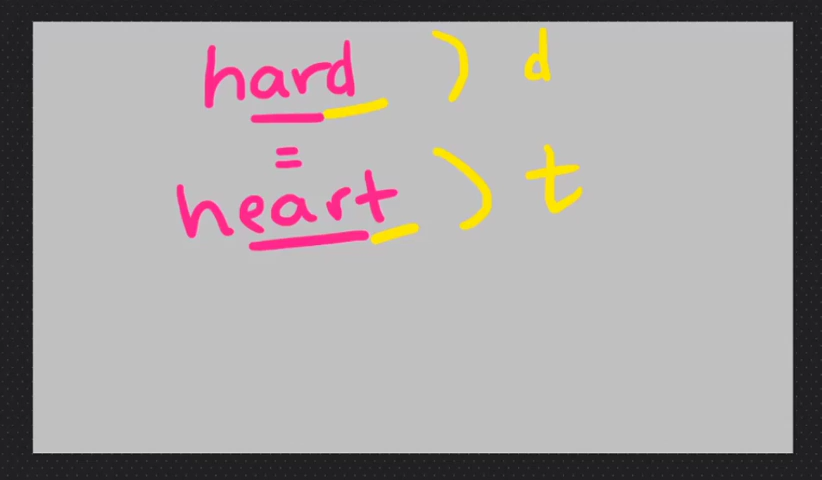 hard ) d
=
heart ) t